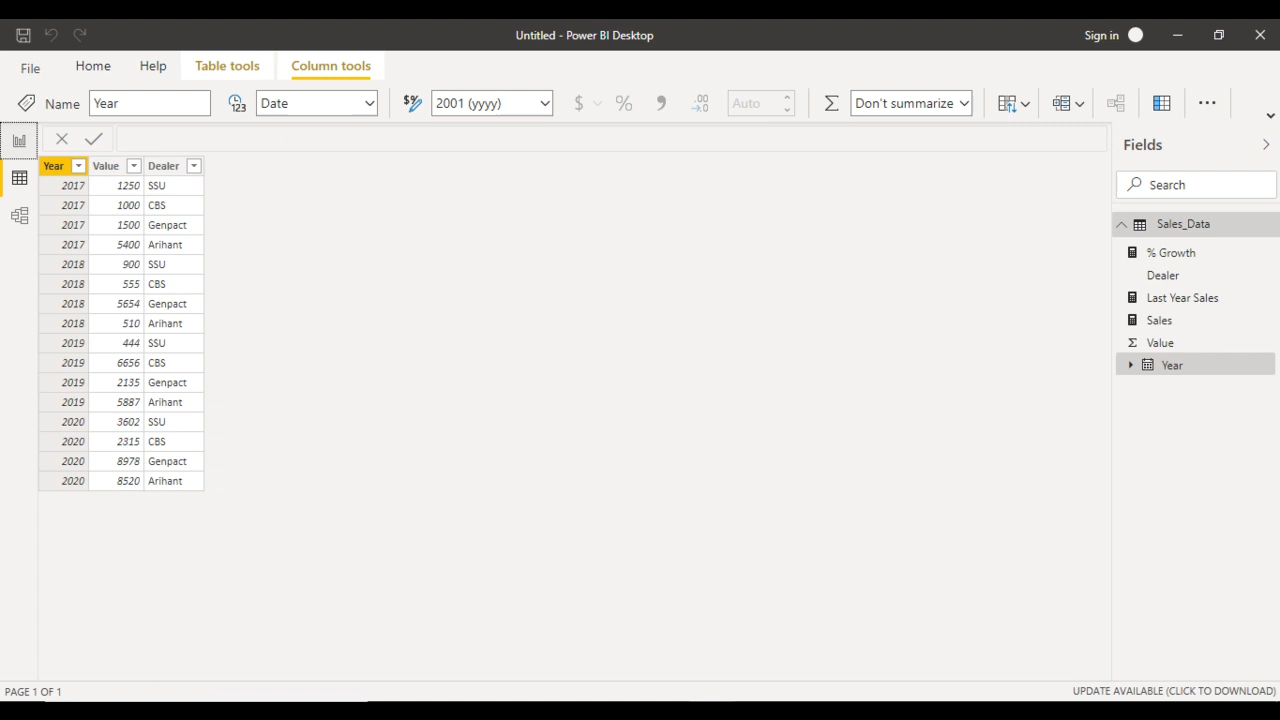 Untitled - Power BI Desktop
Sign in
File Home Help Table tools Column tools
Name Year Date 2001 (yyyy) $ % Auto Σ Don't summarize
Year Value Dealer
2017 1250 SSU
2017 1000 CBS
2017 1500 Genpact
2017 5400 Arihant
2018 900 SSU
2018 555 CBS
2018 5654 Genpact
2018 510 Arihant
2019 444 SSU
2019 6656 CBS
2019 2135 Genpact
2019 5887 Arihant
2020 3602 SSU
2020 2315 CBS
2020 8978 Genpact
2020 8520 Arihant
Fields
Search
Sales_Data
% Growth
Dealer
Last Year Sales
Sales
Σ Value
Year
PAGE 1 OF 1
UPDATE AVAILABLE (CLICK TO DOWNLOAD)